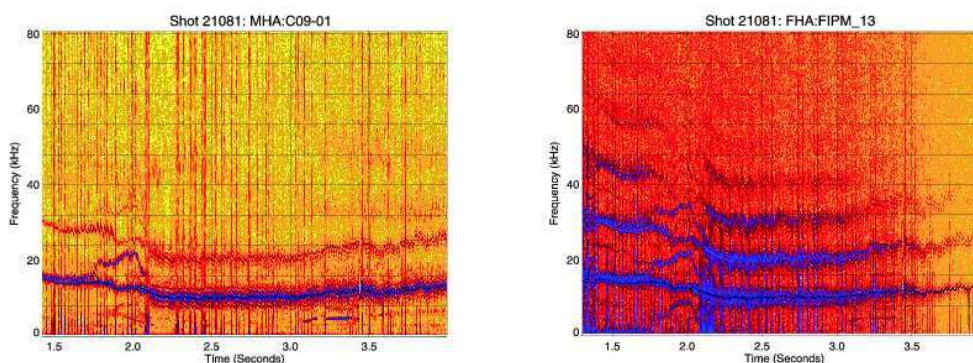 Shot 21081: MHA:C09-01
80
60
40
20
0
Frequency (kHz)
1.5 2.0 2.5 3.0 3.5
Time (Seconds)
Shot 21081: FHA:FIPM_13
80
60
40
20
0
Frequency (kHz)
1.5 2.0 2.5 3.0 3.5
Time (Seconds)